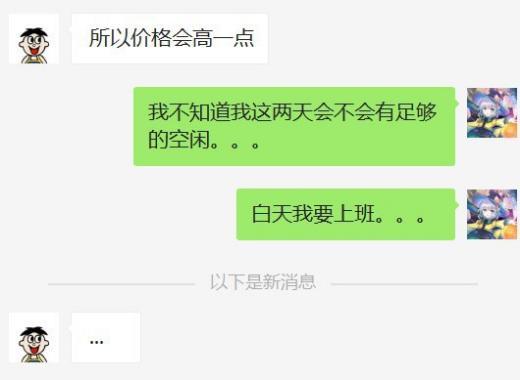 所以价格会高一点
我不知道我这两天会不会有足够
的空闲。。。
白天我要上班。。。
以下是新消息
...